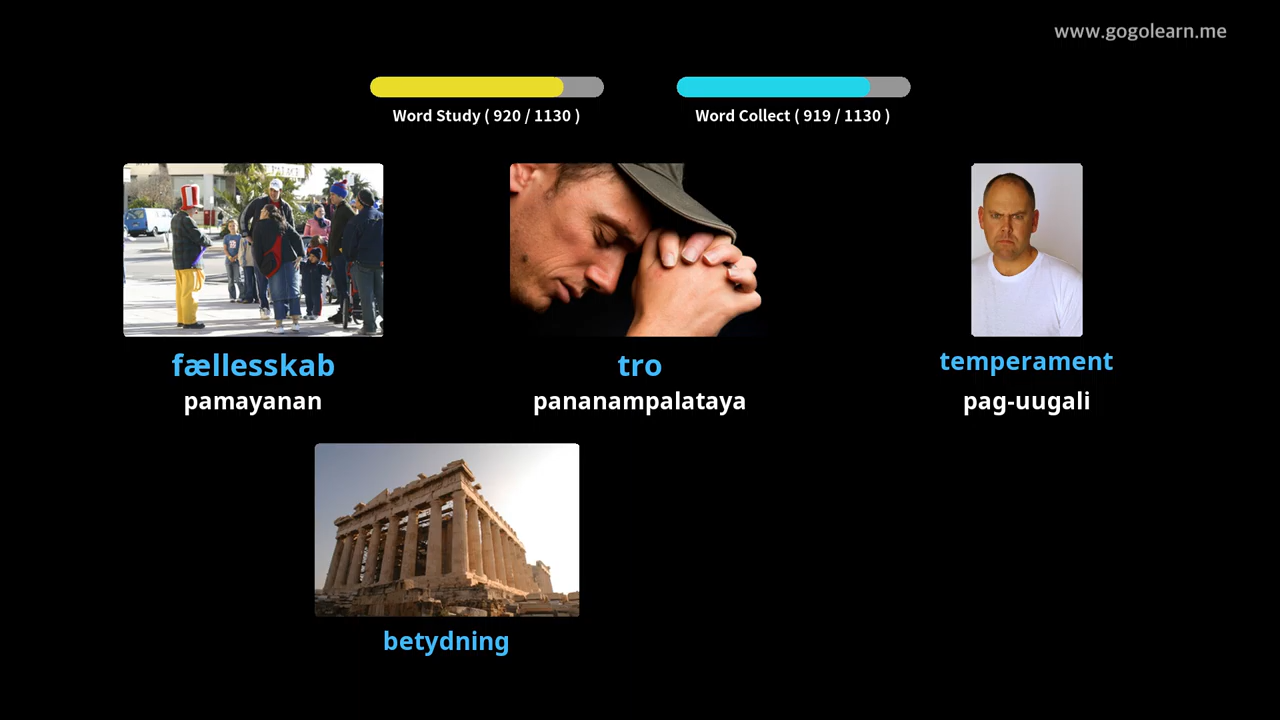 www.gogolearn.me
Word Study ( 920 / 1130 )
Word Collect ( 919 / 1130 )
fællesskab
tro
temperament
pamayanan
pananampalataya
pag-uugali
betydning